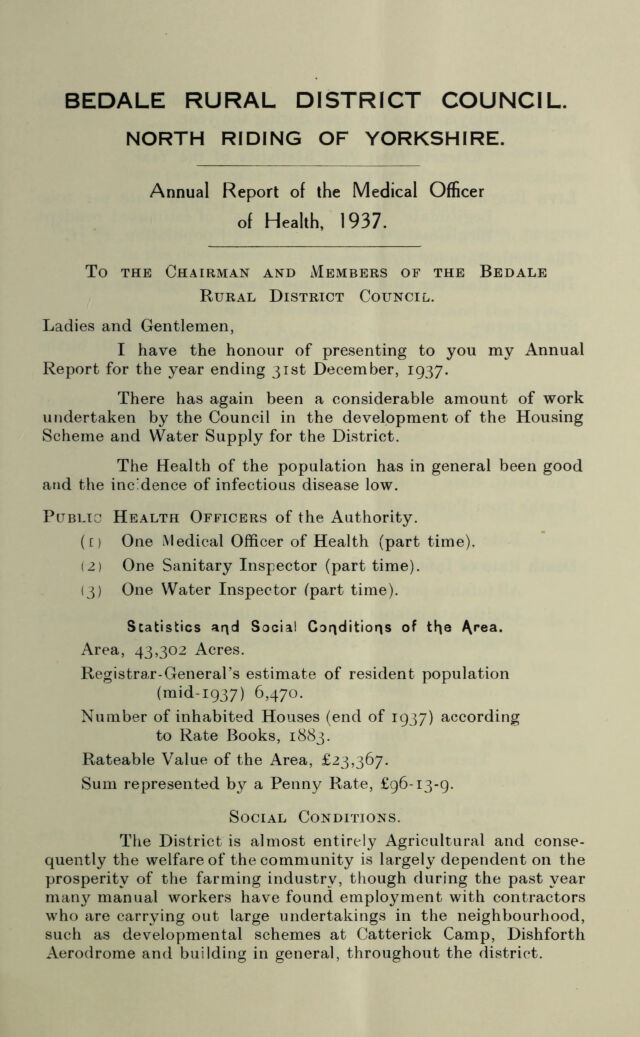 BEDALE RURAL DISTRICT COUNCIL.
NORTH RIDING OF YORKSHIRE.
Annual Report of the Medical Officer
of Health, 1937.
To the Chairman and Members of the Bedale
Rural District Council.
Ladies and Gentlemen,
I have the honour of presenting to you my Annual
Report for the year ending 31st December, 1937.
There has again been a considerable amount of work
undertaken by the Council in the development of the Housing
Scheme and Water Supply for the District.
The Health of the population has in general been good
and the incidence of infectious disease low.
Public Health Officers of the Authority.
(1) One Medical Officer of Health (part time).
(2) One Sanitary Inspector (part time).
(3) One Water Inspector (part time).
Statistics and Social Conditions of the Area.
Area, 43,302 Acres.
Registrar-General's estimate of resident population
(mid-1937) 6,470.
Number of inhabited Houses (end of 1937) according
to Rate Books, 1883.
Rateable Value of the Area, £23,367.
Sum represented by a Penny Rate, £96-13-9.
Social Conditions.
The District is almost entirely Agricultural and conse-
quently the welfare of the community is largely dependent on the
prosperity of the farming industry, though during the past year
many manual workers have found employment with contractors
who are carrying out large undertakings in the neighbourhood,
such as developmental schemes at Catterick Camp, Dishforth
Aerodrome and building in general, throughout the district.